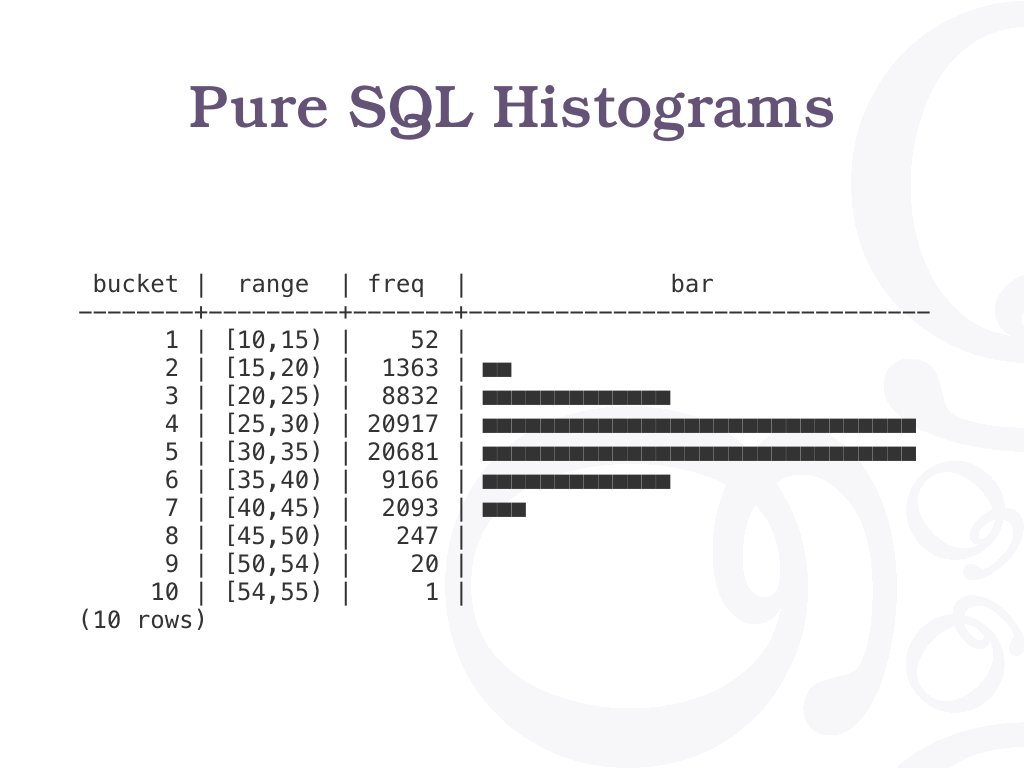 Pure SQL Histograms
 bucket |  range  | freq  |              bar
--------+---------+-------+--------------------------------
      1 | [10,15) |    52 |
      2 | [15,20) |  1363 | ■■
      3 | [20,25) |  8832 | ■■■■■■■■■■■■■
      4 | [25,30) | 20917 | ■■■■■■■■■■■■■■■■■■■■■■■■■■■■■■
      5 | [30,35) | 20681 | ■■■■■■■■■■■■■■■■■■■■■■■■■■■■■■
      6 | [35,40) |  9166 | ■■■■■■■■■■■■■
      7 | [40,45) |  2093 | ■■■
      8 | [45,50) |   247 |
      9 | [50,54) |    20 |
     10 | [54,55) |     1 |
(10 rows)